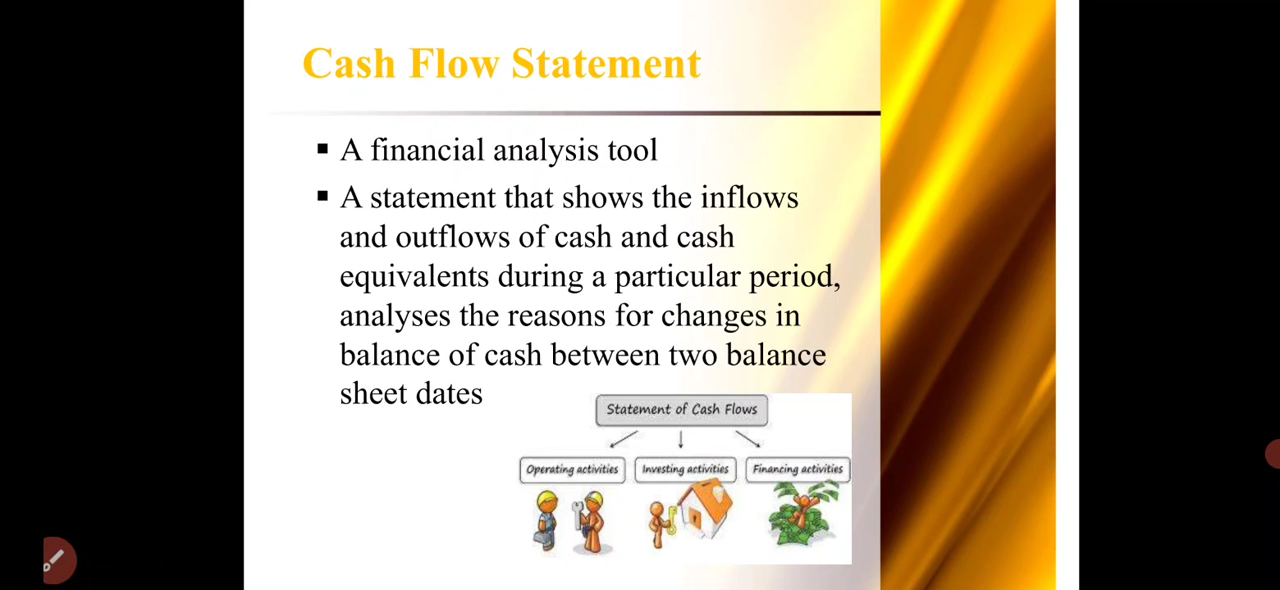 Cash Flow Statement
▪ A financial analysis tool
▪ A statement that shows the inflows
and outflows of cash and cash
equivalents during a particular period,
analyses the reasons for changes in
balance of cash between two balance
sheet dates
Statement of Cash Flows
Operating activities
Investing activities
Financing activities